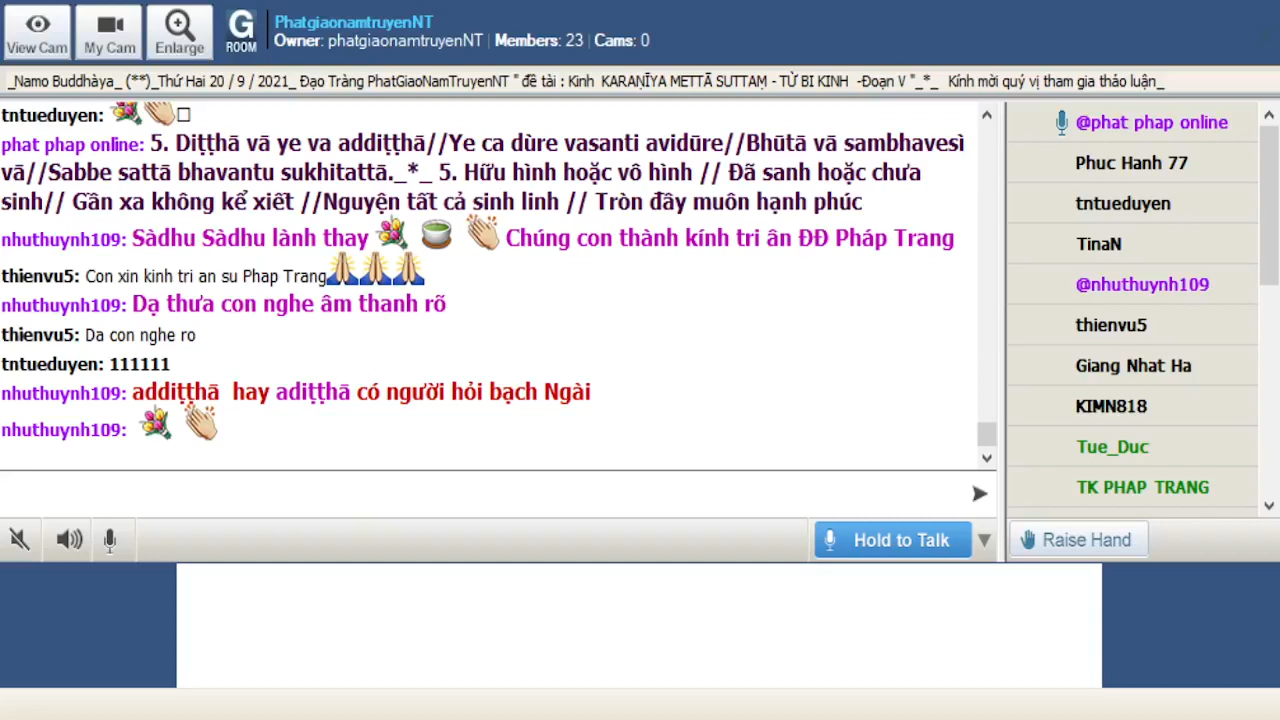 View Cam
My Cam
Enlarge
G
ROOM
PhatgiaonamtruyenNT
Owner: phatgiaonamtruyenNT | Members: 23 | Cams: 0
_Namo Buddhàya_ (**)_Thứ Hai 20 / 9 / 2021_ Đạo Tràng PhatGiaoNamTruyenNT " đề tài : Kinh KARAṆĪYA METTĀ SUTTAṂ - TỪ BI KINH -Đoạn V "_*_ Kính mời quý vị tham gia thảo luận_
tntueduyen:
phat phap online: 5. Diṭṭhā vā ye va addiṭṭhā//Ye ca dùre vasanti avidūre//Bhūtā vā sambhavesì
vā//Sabbe sattā bhavantu sukhitattā._*_ 5. Hữu hình hoặc vô hình // Đã sanh hoặc chưa
sinh// Gần xa không kể xiết //Nguyện tất cả sinh linh // Tròn đầy muôn hạnh phúc
nhuthuynh109: Sàdhu Sàdhu lành thay Chúng con thành kính tri ân ĐĐ Pháp Trang
thienvu5: Con xin kinh tri an su Phap Trang
nhuthuynh109: Dạ thưa con nghe âm thanh rõ
thienvu5: Da con nghe ro
tntueduyen: 111111
nhuthuynh109: addiṭṭhā hay adiṭṭhā có người hỏi bạch Ngài
nhuthuynh109:
@phat phap online
Phuc Hanh 77
tntueduyen
TinaN
@nhuthuynh109
thienvu5
Giang Nhat Ha
KIMN818
Tue_Duc
TK PHAP TRANG
Hold to Talk
Raise Hand